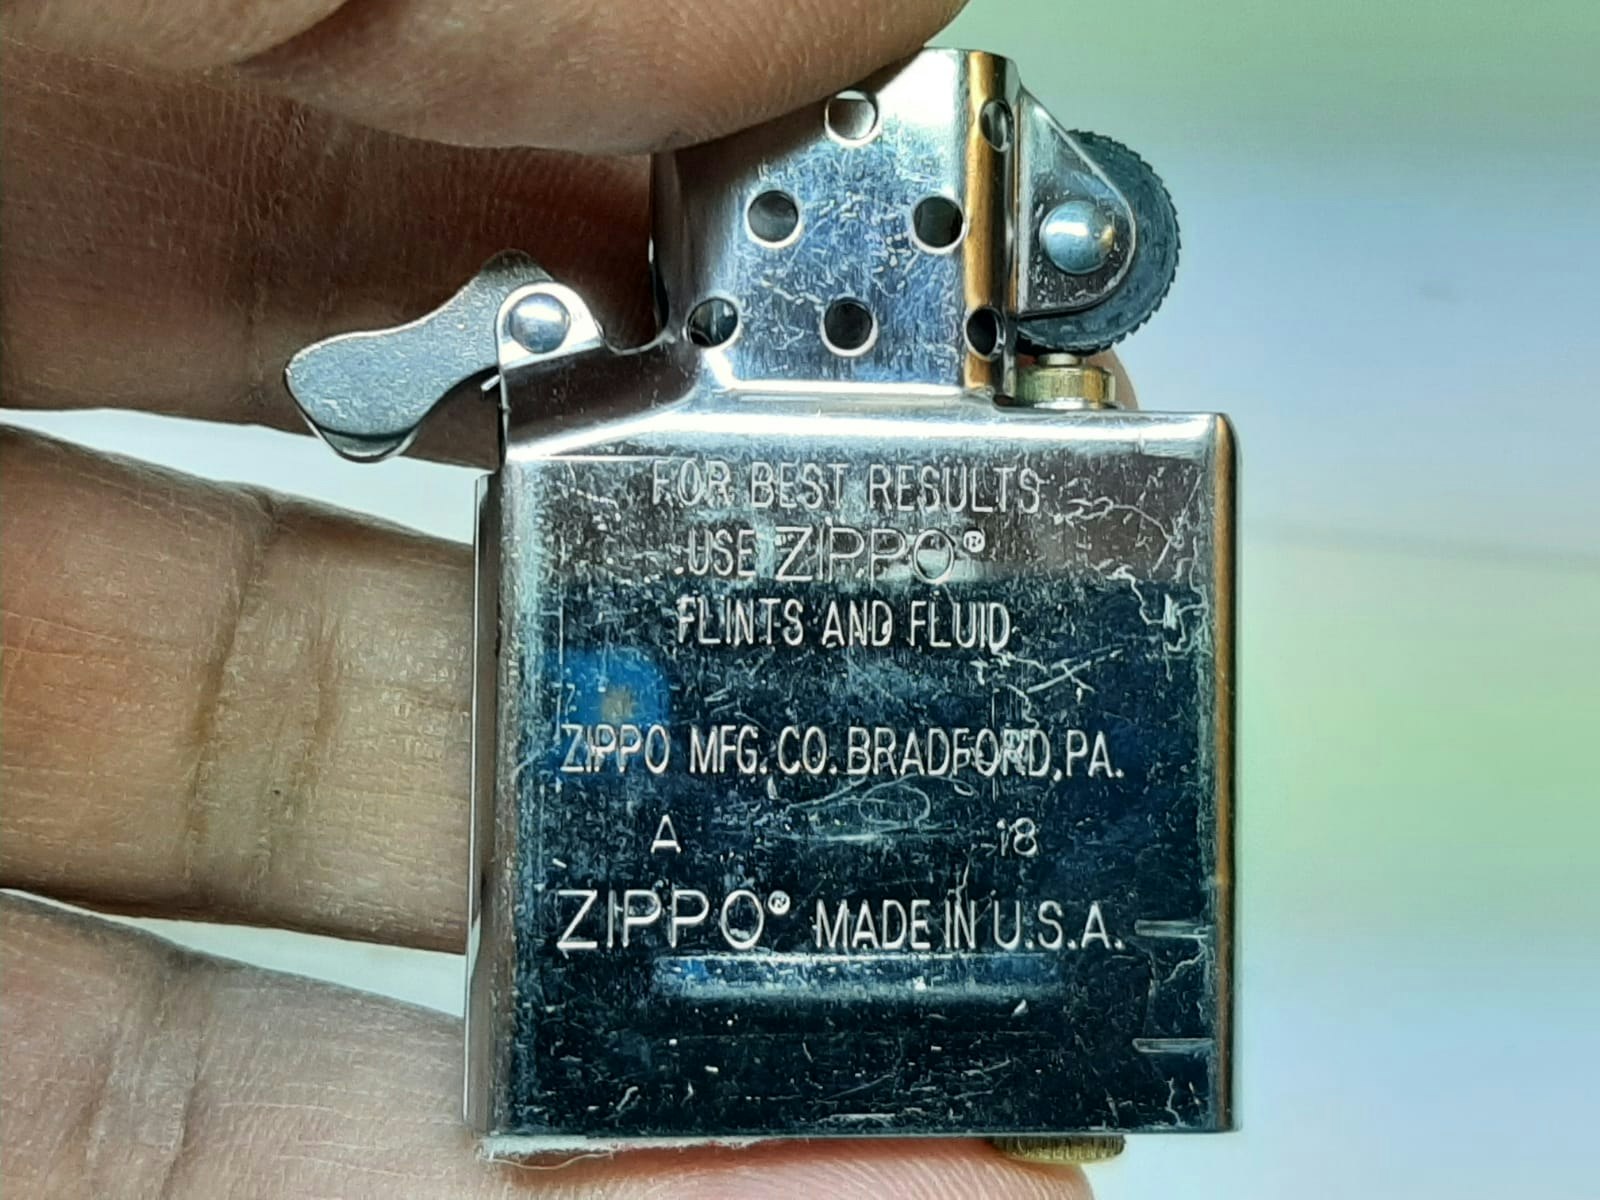 FOR BEST RESULTS
USE ZIPPO®
FLINTS AND FLUID
ZIPPO MFG. CO. BRADFORD, PA.
A 18
ZIPPO® MADE IN U.S.A.